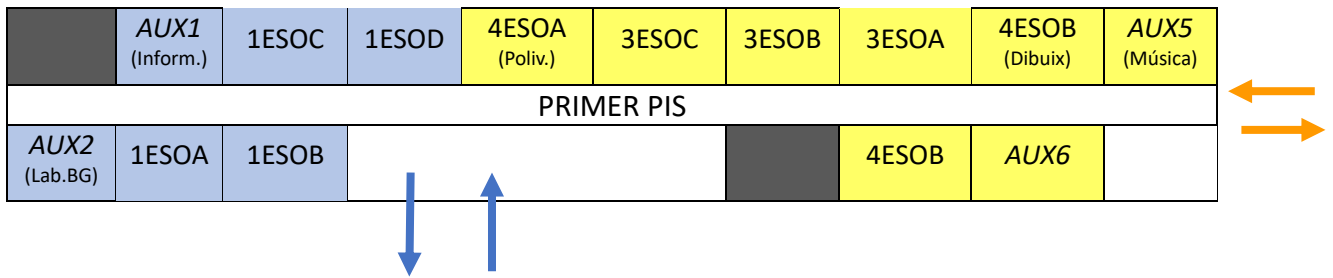 AUX1 1ESOC 1ESOD 4ESOA 3ESOC 3ESOB 3ESOA 4ESOB AUX5
(Inform.) (Poliv.) (Dibuix) (Música)
PRIMER PIS
AUX2 1ESOA 1ESOB 4ESOB AUX6
(Lab.BG)